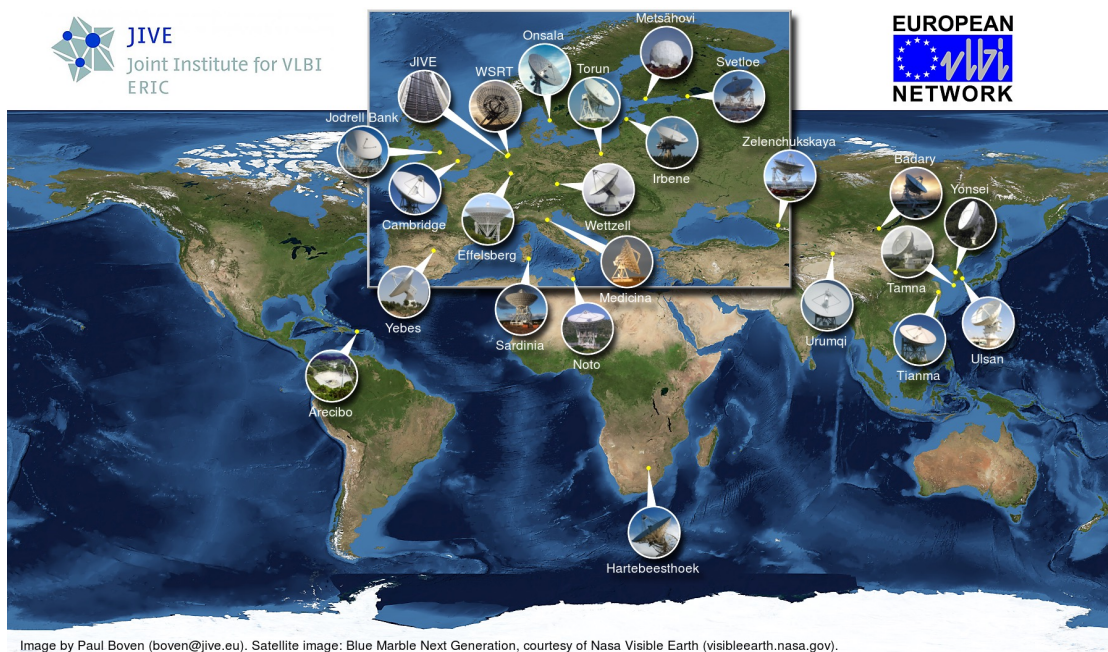 JIVE
Joint Institute for VLBI
ERIC
EUROPEAN
vlbi
NETWORK
Metsähovi
Onsala
JIVE
WSRT
Torun
Svetloe
Jodrell Bank
Zelenchukskaya
Badary
Irbene
Yonsei
Cambridge
Wettzell
Effelsberg
Tamna
Medicina
Yebes
Sardinia
Noto
Urumqi
Ulsan
Tianma
Arecibo
Hartebeesthoek
Image by Paul Boven (boven@jive.eu). Satellite image: Blue Marble Next Generation, courtesy of Nasa Visible Earth (visibleearth.nasa.gov).